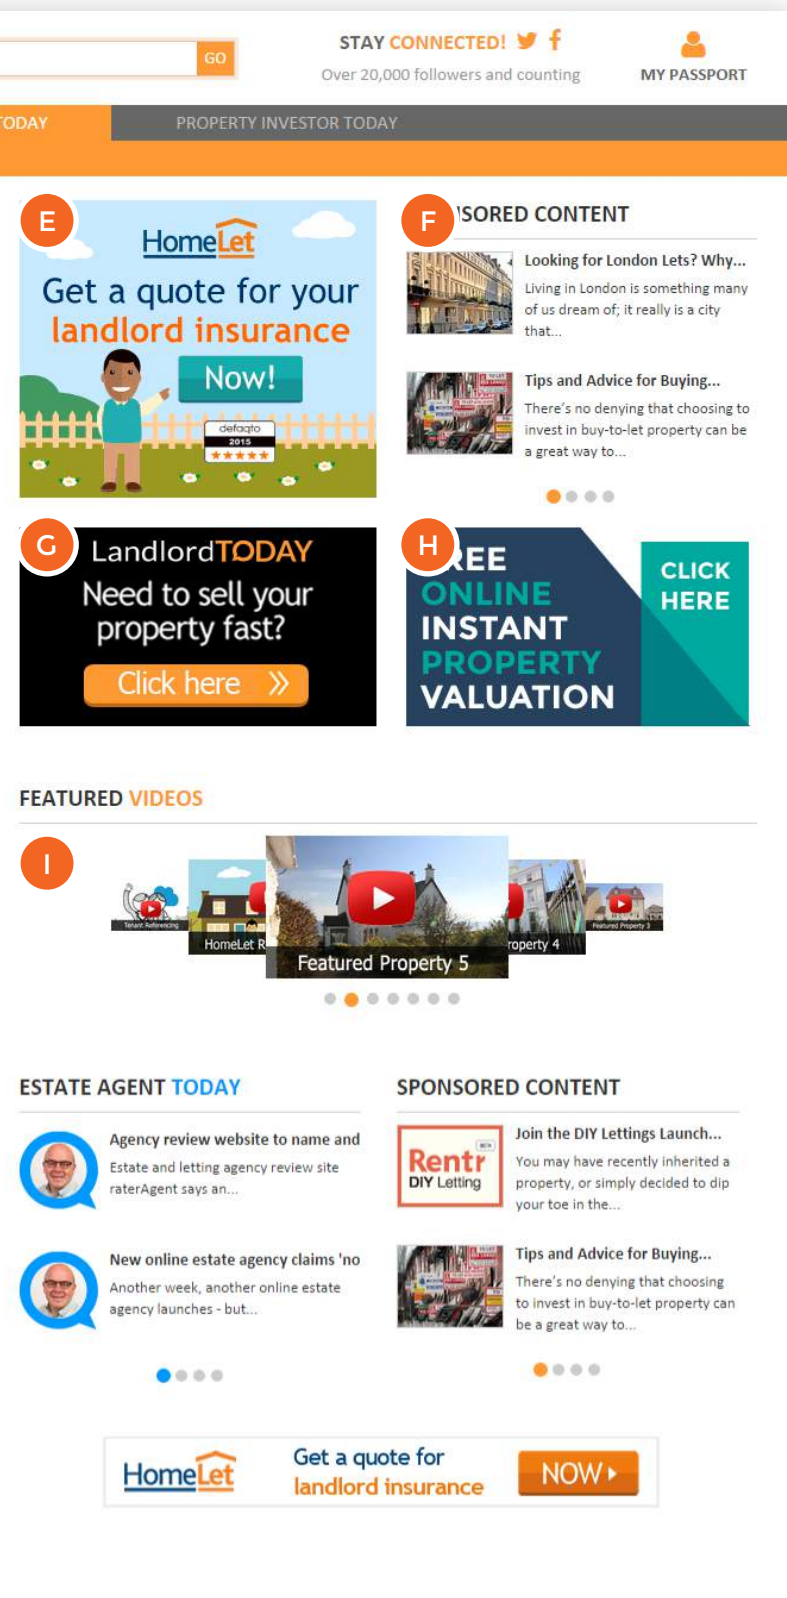 STAY CONNECTED!
GO
Over 20,000 followers and counting
MY PASSPORT
TODAY
PROPERTY INVESTOR TODAY
E
HomeLet
Get a quote for your
landlord insurance
Now!
defaqto
2015
F
SORED CONTENT
Looking for London Lets? Why...
Living in London is something many
of us dream of; it really is a city
that...
Tips and Advice for Buying...
There's no denying that choosing to
invest in buy-to-let property can be
a great way to...
G
LandlordTODAY
Need to sell your
property fast?
Click here
H
REE
ONLINE
INSTANT
PROPERTY
VALUATION
CLICK
HERE
FEATURED VIDEOS
I
Tenant Referencing
HomeLet R
Featured Property 5
roperty 4
Featured Property 3
ESTATE AGENT TODAY
Agency review website to name and
Estate and letting agency review site
raterAgent says an...
New online estate agency claims 'no
Another week, another online estate
agency launches - but...
SPONSORED CONTENT
BETA
Rentr
DIY Letting
Join the DIY Lettings Launch...
You may have recently inherited a
property, or simply decided to dip
your toe in the...
Tips and Advice for Buying...
There's no denying that choosing
to invest in buy-to-let property can
be a great way to...
HomeLet
Get a quote for
landlord insurance
NOW